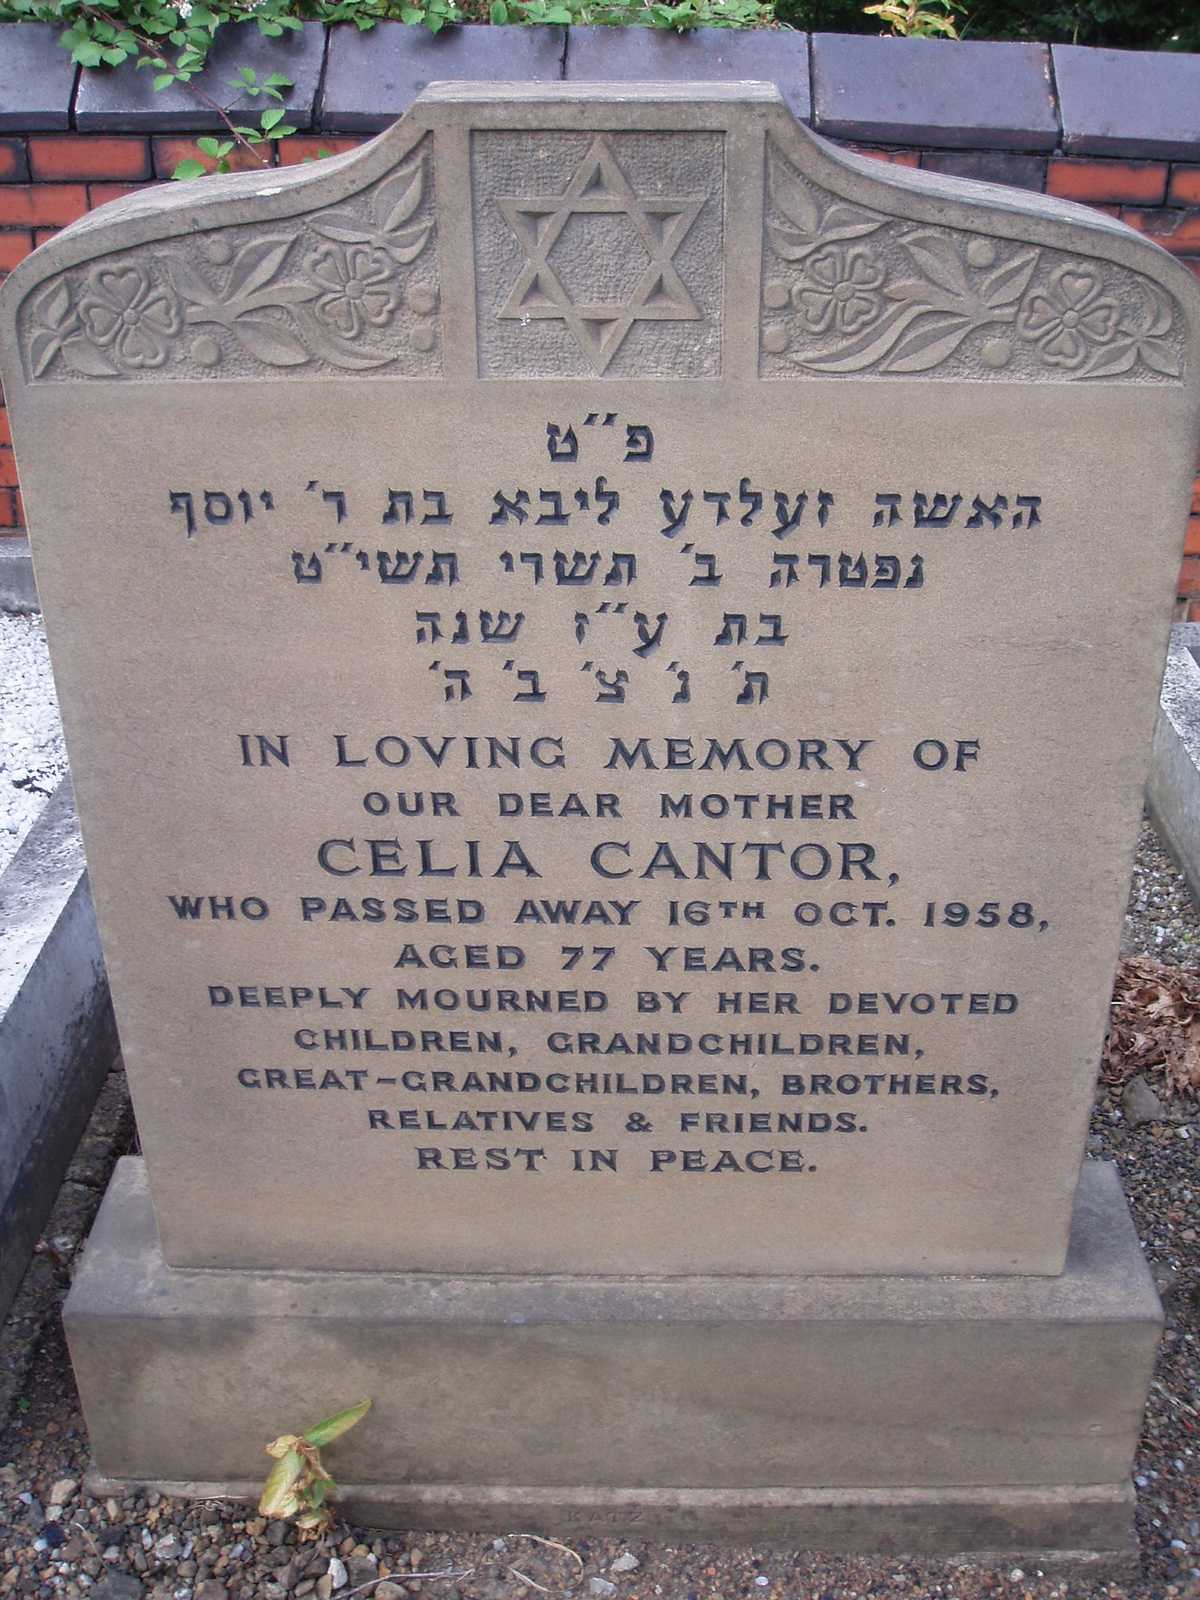 פ״ט
האשה זעלדע ליבא בת ר׳ יוסף
נפטרה ב׳ תשרי תשי״ט
בת ע״ז שנה
ת׳ נ׳ צ׳ ב׳ ה׳
IN LOVING MEMORY OF
OUR DEAR MOTHER
CELIA CANTOR,
WHO PASSED AWAY 16TH OCT. 1958,
AGED 77 YEARS.
DEEPLY MOURNED BY HER DEVOTED
CHILDREN, GRANDCHILDREN,
GREAT-GRANDCHILDREN, BROTHERS,
RELATIVES & FRIENDS.
REST IN PEACE.
KATZ